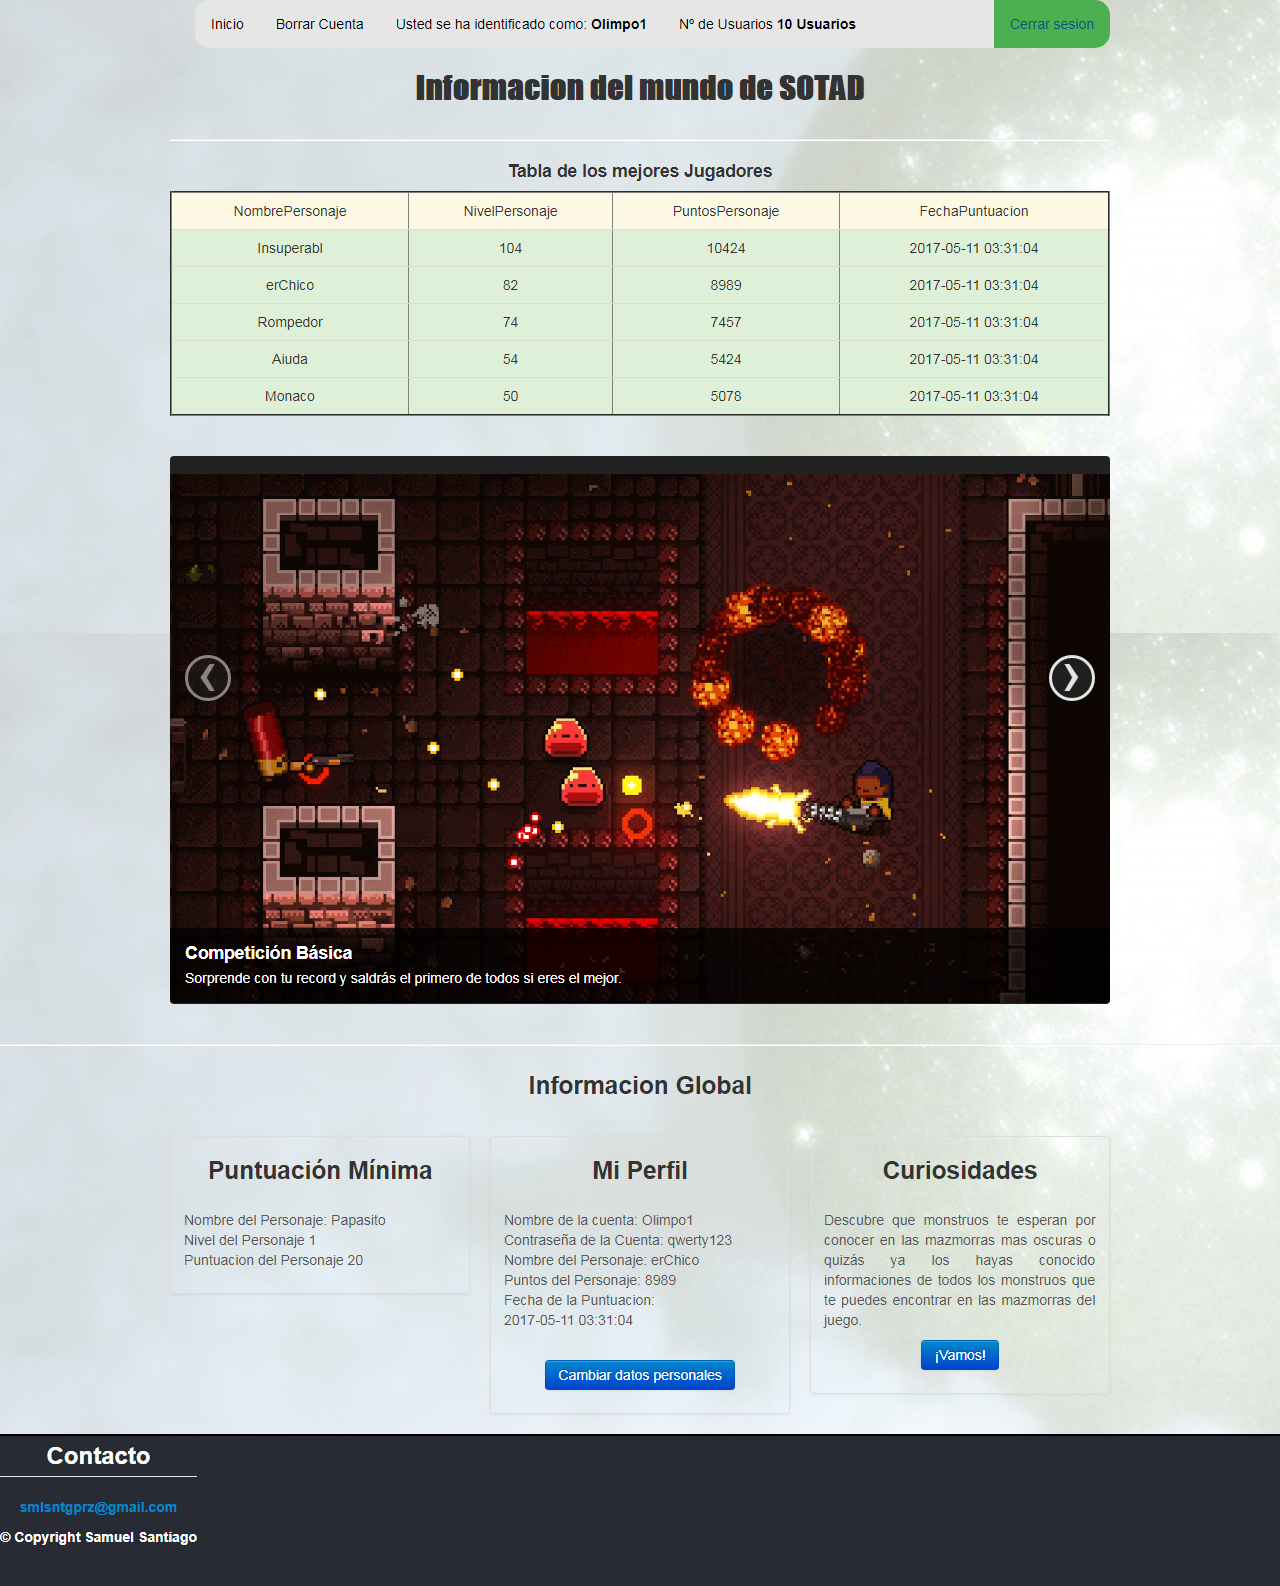 Inicio Borrar Cuenta Usted se ha identificado como: Olimpo1 Nº de Usuarios 10 Usuarios Cerrar sesion
Informacion del mundo de SOTAD
Tabla de los mejores Jugadores
NombrePersonaje NivelPersonaje PuntosPersonaje FechaPuntuacion
Insuperabl 104 10424 2017-05-11 03:31:04
erChico 82 8989 2017-05-11 03:31:04
Rompedor 74 7457 2017-05-11 03:31:04
Aiuda 54 5424 2017-05-11 03:31:04
Monaco 50 5078 2017-05-11 03:31:04
Competición Básica
Sorprende con tu record y saldrás el primero de todos si eres el mejor.
Informacion Global
Puntuación Mínima
Nombre del Personaje: Papasito
Nivel del Personaje 1
Puntuacion del Personaje 20
Mi Perfil
Nombre de la cuenta: Olimpo1
Contraseña de la Cuenta: qwerty123
Nombre del Personaje: erChico
Puntos del Personaje: 8989
Fecha de la Puntuacion:
2017-05-11 03:31:04
Cambiar datos personales
Curiosidades
Descubre que monstruos te esperan por
conocer en las mazmorras mas oscuras o
quizás ya los hayas conocido
informaciones de todos los monstruos que
te puedes encontrar en las mazmorras del
juego.
¡Vamos!
Contacto
smlsntgprz@gmail.com
© Copyright Samuel Santiago